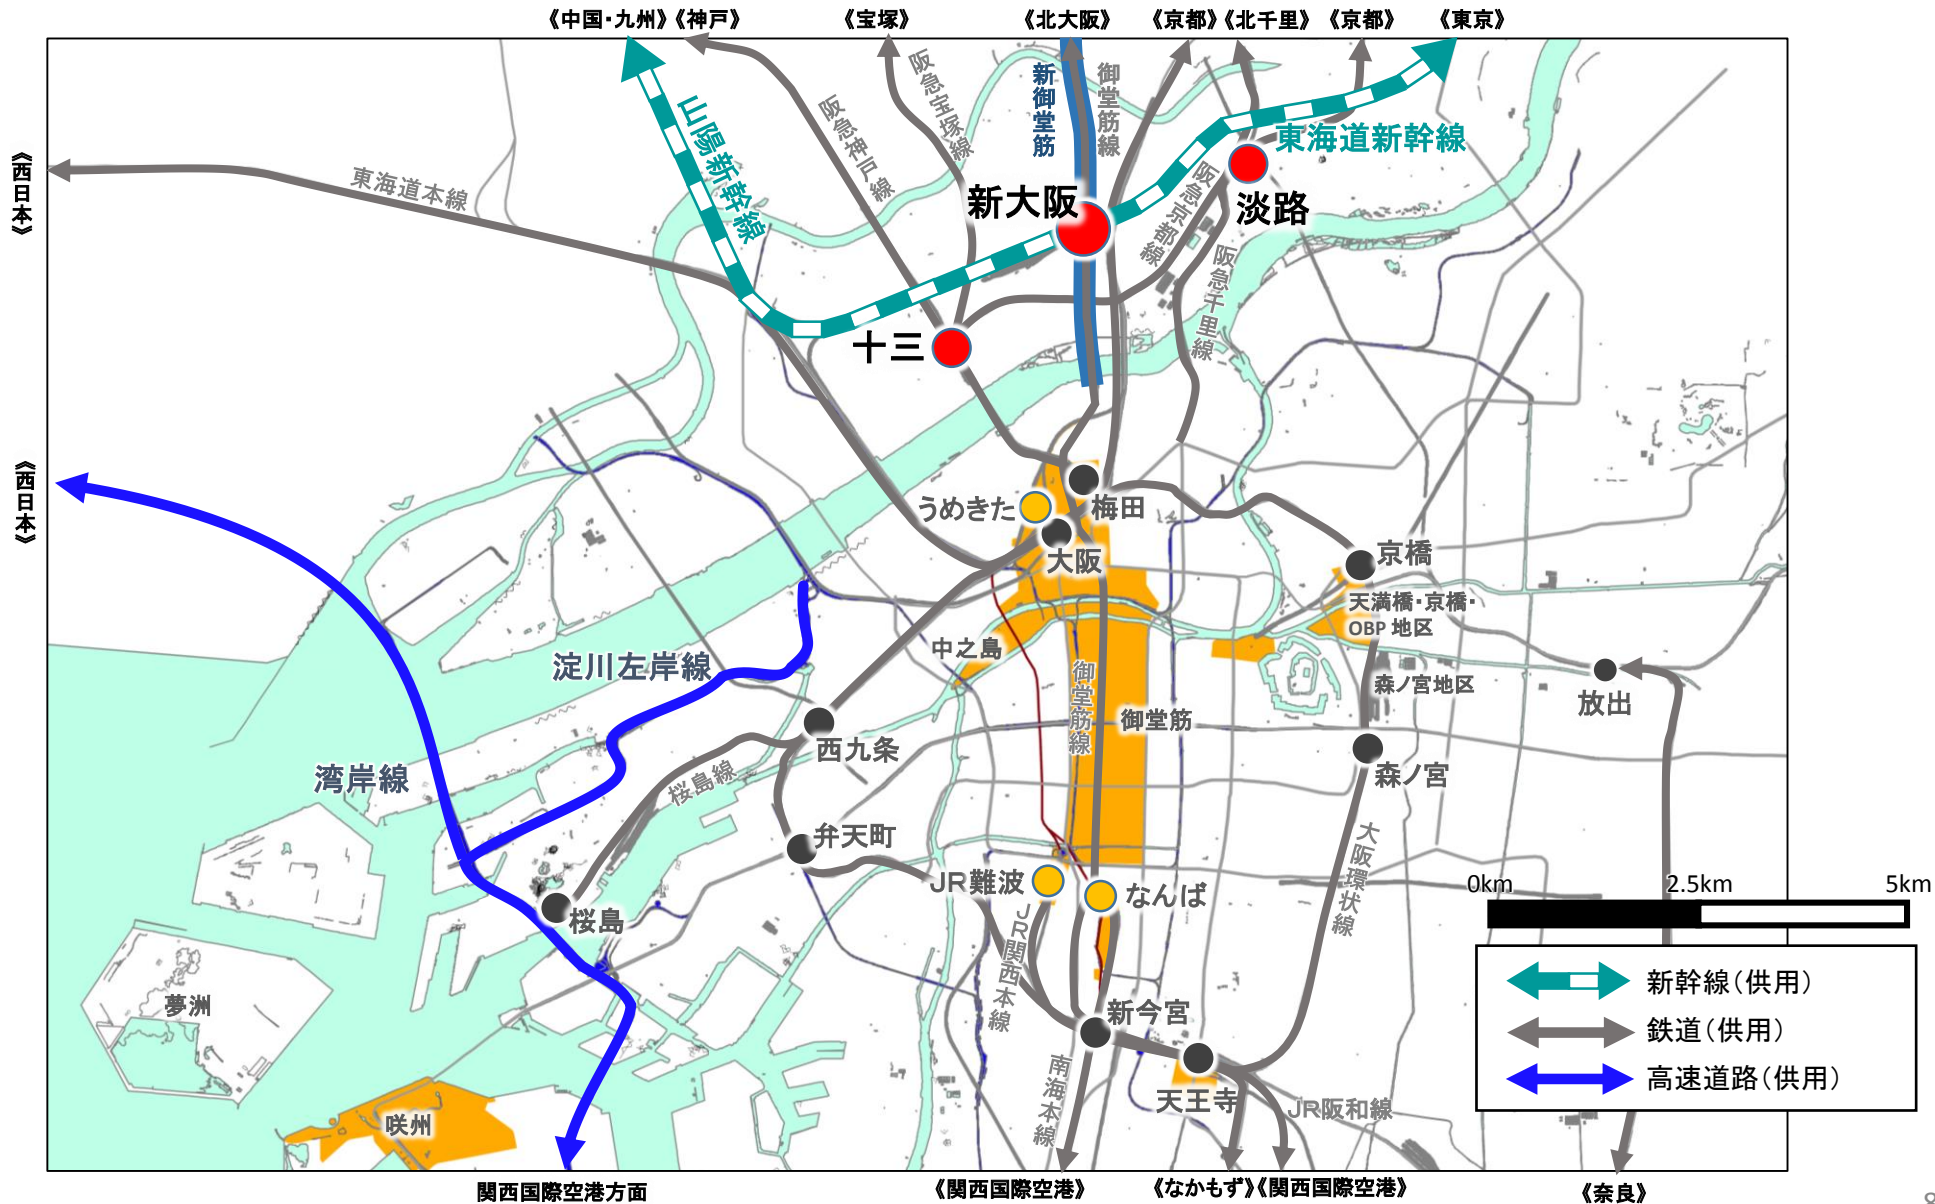 《中国・九州》
《神戸》
《宝塚》
《北大阪》
《京都》
《北千里》
《京都》
《東京》
《西日本》
《西日本》
東海道本線
山陽新幹線
阪急神戸線
阪急宝塚線
新御堂筋
御堂筋線
東海道新幹線
阪急京都線
阪急千里線
新大阪
淡路
十三
うめきた
梅田
大阪
京橋
天満橋・京橋・
OBP 地区
中之島
淀川左岸線
御堂筋線
御堂筋
森ノ宮地区
放出
西九条
森ノ宮
湾岸線
桜島線
弁天町
大阪環状線
JR難波
なんば
桜島
JR関西本線
夢洲
新今宮
南海本線
天王寺
JR阪和線
咲州
0km
2.5km
5km
新幹線(供用)
鉄道(供用)
高速道路(供用)
関西国際空港方面
《関西国際空港》
《なかもず》
《関西国際空港》
《奈良》